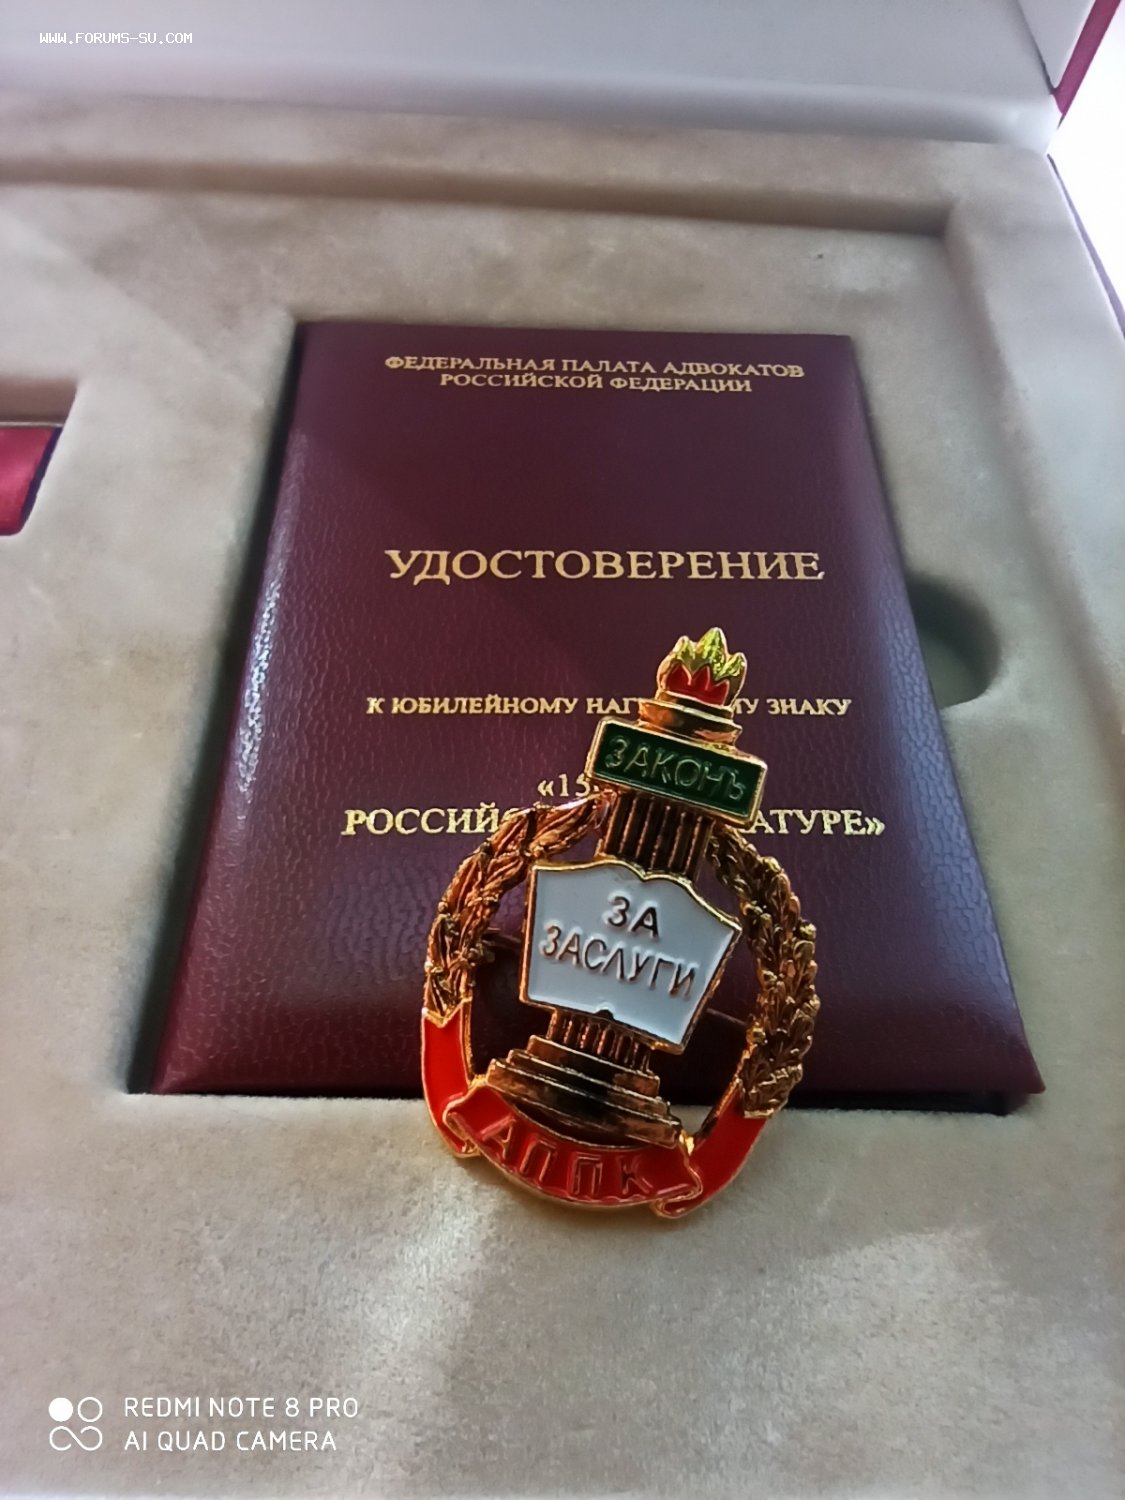 WWW.FORUMS-SU.COM
ФЕДЕРАЛЬНАЯ ПАЛАТА АДВОКАТОВ
РОССИЙСКОЙ ФЕДЕРАЦИИ
УДОСТОВЕРЕНИЕ
К ЮБИЛЕЙНОМУ ЗНАКУ
ЗАКОНЪ
ЗА
ЗАСЛУГИ
АППК
REDMI NOTE 8 PRO
AI QUAD CAMERA